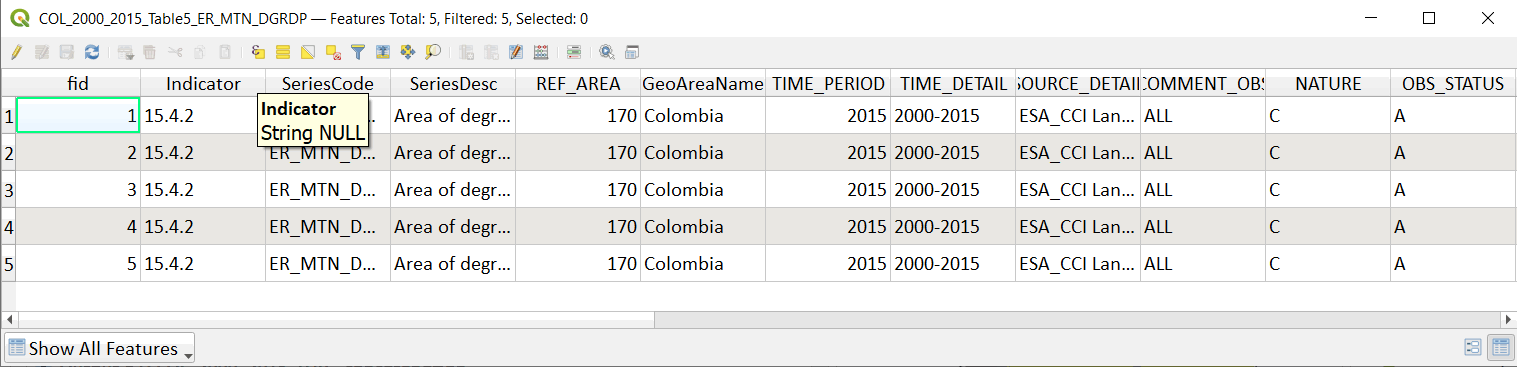 COL_2000_2015_Table5_ER_MTN_DGRDP — Features Total: 5, Filtered: 5, Selected: 0
fid Indicator SeriesCode SeriesDesc REF_AREA GeoAreaName TIME_PERIOD TIME_DETAIL SOURCE_DETAIL COMMENT_OBS NATURE OBS_STATUS
1 1 15.4.2 Area of degr... 170 Colombia 2015 2000-2015 ESA_CCI Lan... ALL C A
Indicator
String NULL
2 2 15.4.2 ER_MTN_D... Area of degr... 170 Colombia 2015 2000-2015 ESA_CCI Lan... ALL C A
3 3 15.4.2 ER_MTN_D... Area of degr... 170 Colombia 2015 2000-2015 ESA_CCI Lan... ALL C A
4 4 15.4.2 ER_MTN_D... Area of degr... 170 Colombia 2015 2000-2015 ESA_CCI Lan... ALL C A
5 5 15.4.2 ER_MTN_D... Area of degr... 170 Colombia 2015 2000-2015 ESA_CCI Lan... ALL C A
Show All Features